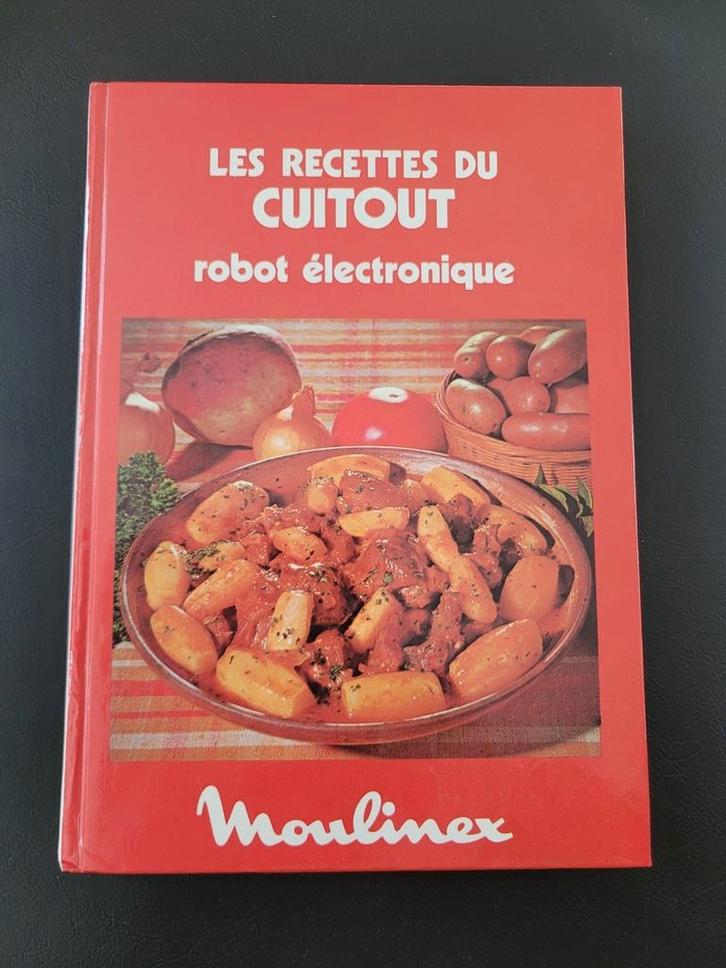 LES RECETTES DU
CUITOUT
robot électronique
Moulinex